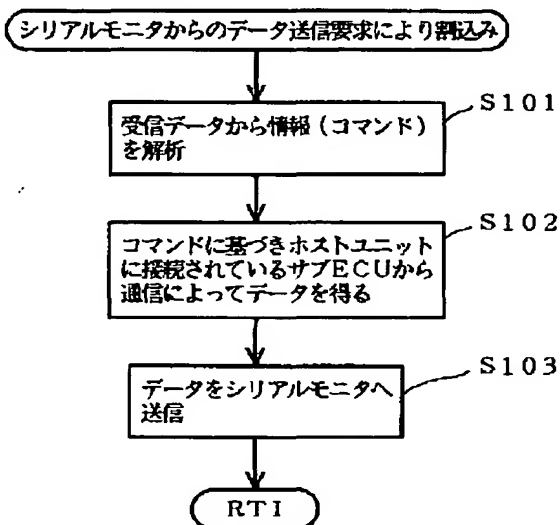 シリアルモニタからのデータ送信要求により割込み
S101
受信データから情報(コマンド)
を解析
S102
コマンドに基づきホストユニット
に接続されているサブECUから
通信によってデータを得る
S103
データをシリアルモニタへ
送信
RTI